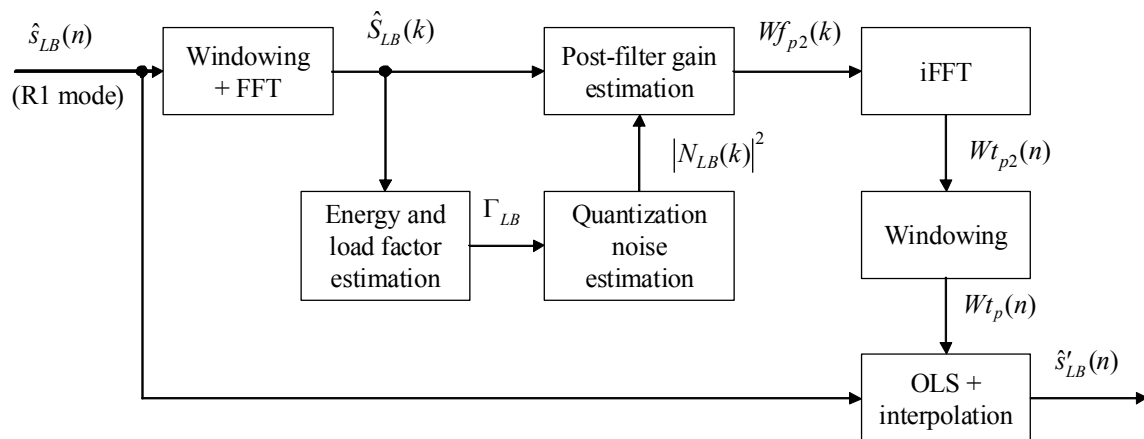 ŝ_LB(n)
(R1 mode)
Windowing
+ FFT
Ŝ_LB(k)
Post-filter gain
estimation
Wf_p2(k)
iFFT
|N_LB(k)|²
Wt_p2(n)
Energy and
load factor
estimation
Γ_LB
Quantization
noise
estimation
Windowing
Wt_p(n)
OLS +
interpolation
ŝ′_LB(n)